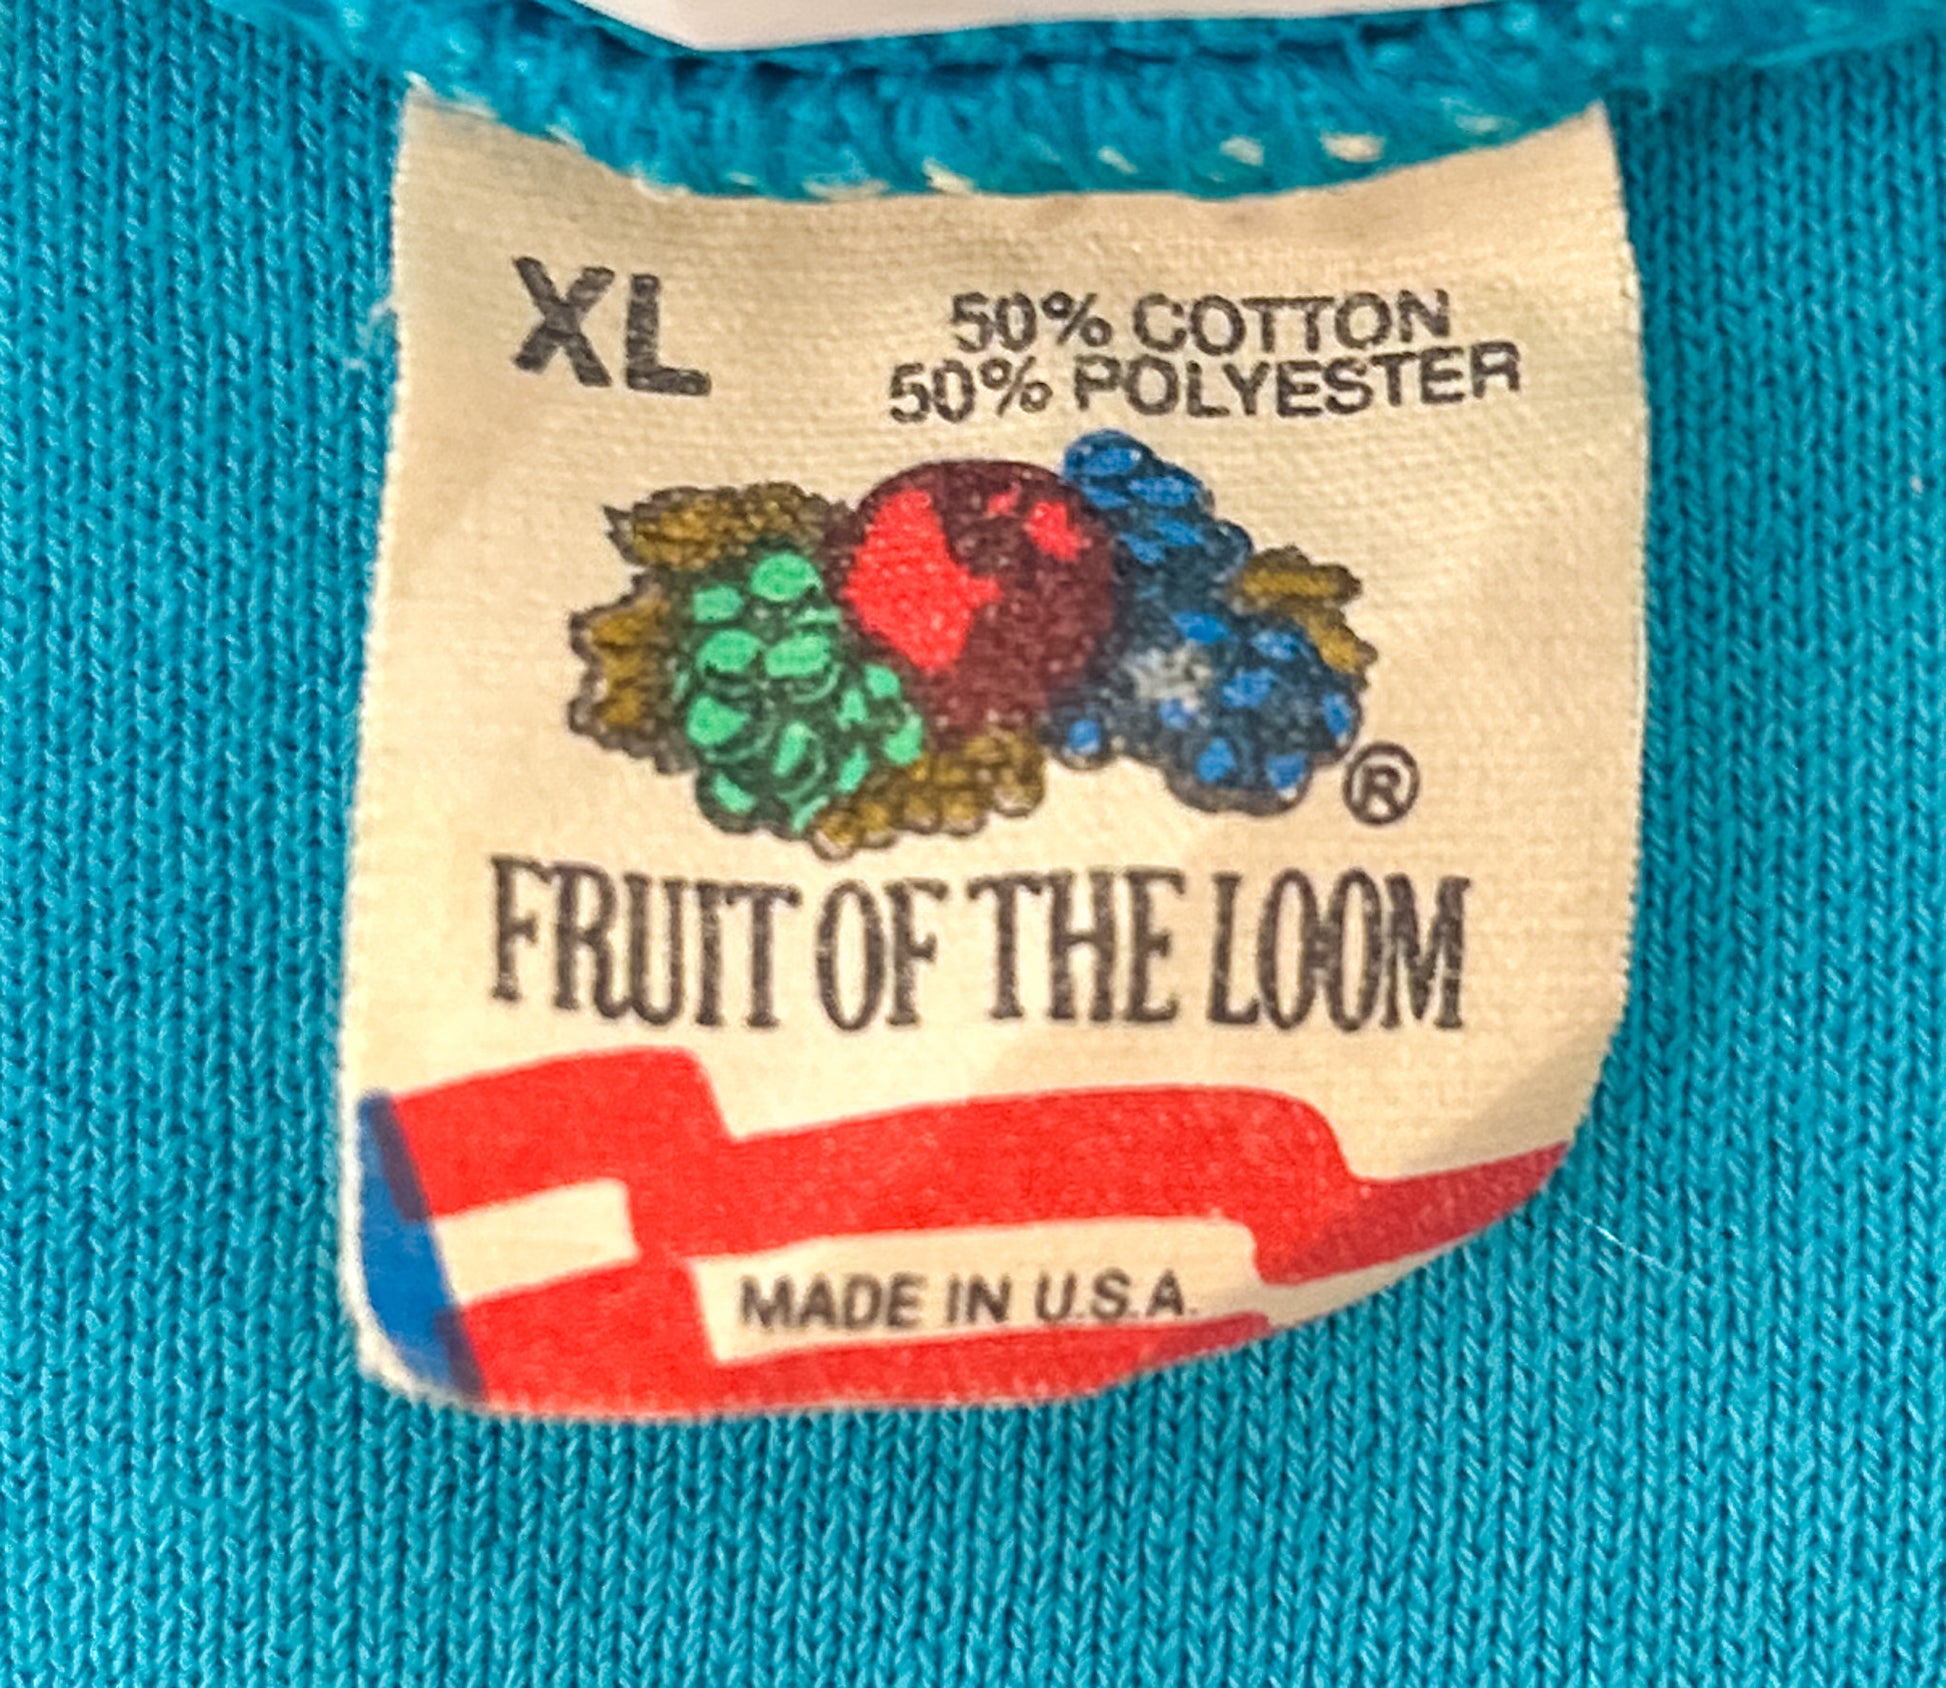 XL
50% COTTON
50% POLYESTER
®
FRUIT OF THE LOOM
MADE IN U.S.A.